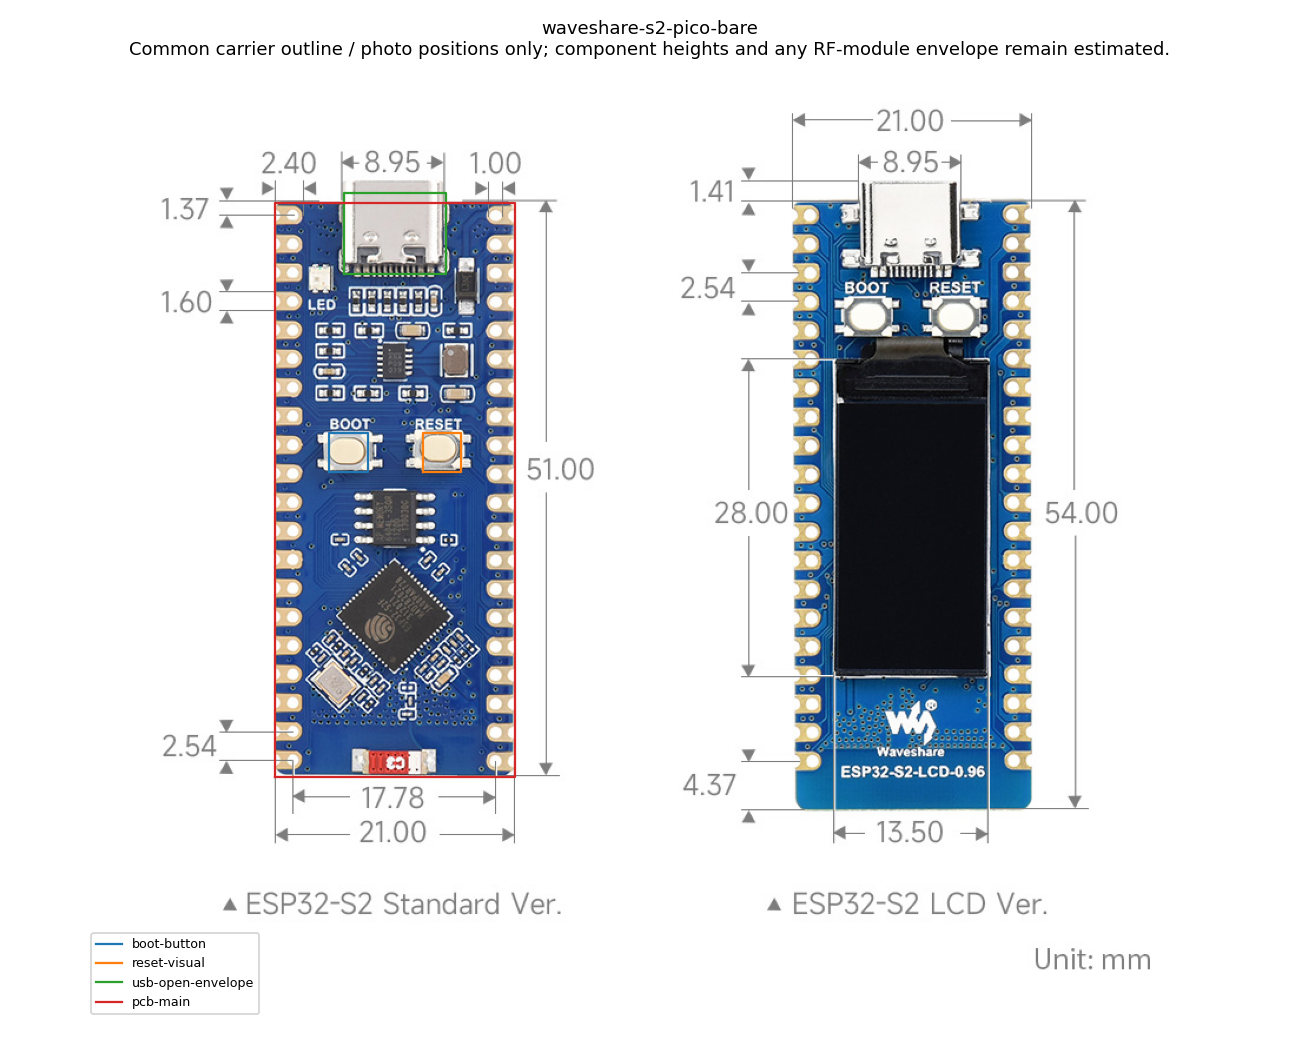 waveshare-s2-pico-bare
Common carrier outline / photo positions only; component heights and any RF-module envelope remain estimated.
21.00
2.40
8.95
1.00
8.95
1.41
1.37
2.54
1.60
LED
BOOT
RESET
BOOT
RESET
51.00
28.00
54.00
2.54
17.78
21.00
C3
Waveshare
ESP32-S2-LCD-0.96
4.37
13.50
▲ ESP32-S2 Standard Ver.
▲ ESP32-S2 LCD Ver.
Unit: mm
boot-button
reset-visual
usb-open-envelope
pcb-main